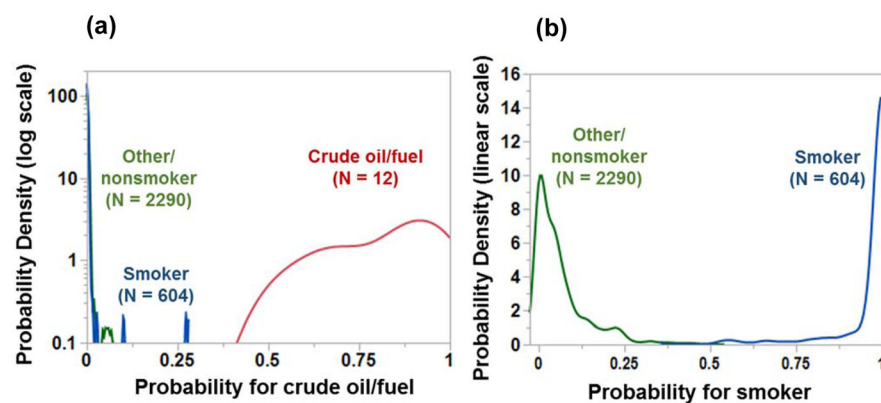 (a)
Probability Density (log scale)
100
10
1
0.1
Other/
nonsmoker
(N = 2290)
Smoker
(N = 604)
Crude oil/fuel
(N = 12)
0
0.25
0.5
0.75
1
Probability for crude oil/fuel
(b)
Probability Density (linear scale)
16
14
12
10
8
6
4
2
0
Other/
nonsmoker
(N = 2290)
Smoker
(N = 604)
0
0.25
0.5
0.75
1
Probability for smoker